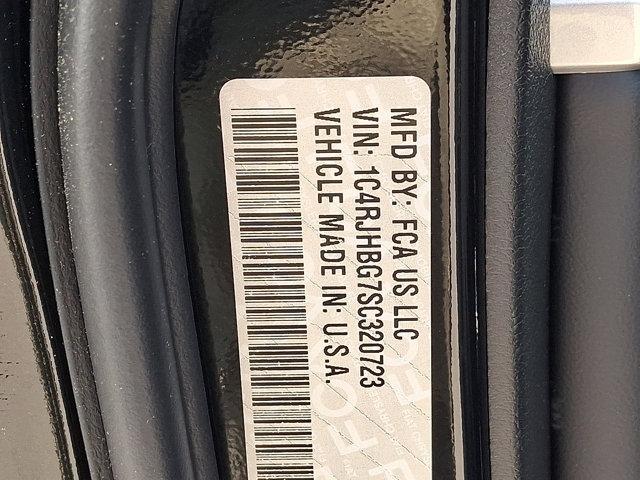 MFD BY: FCA US LLC
VIN: 1C4RJHBG7SC320723
VEHICLE MADE IN: U.S.A.